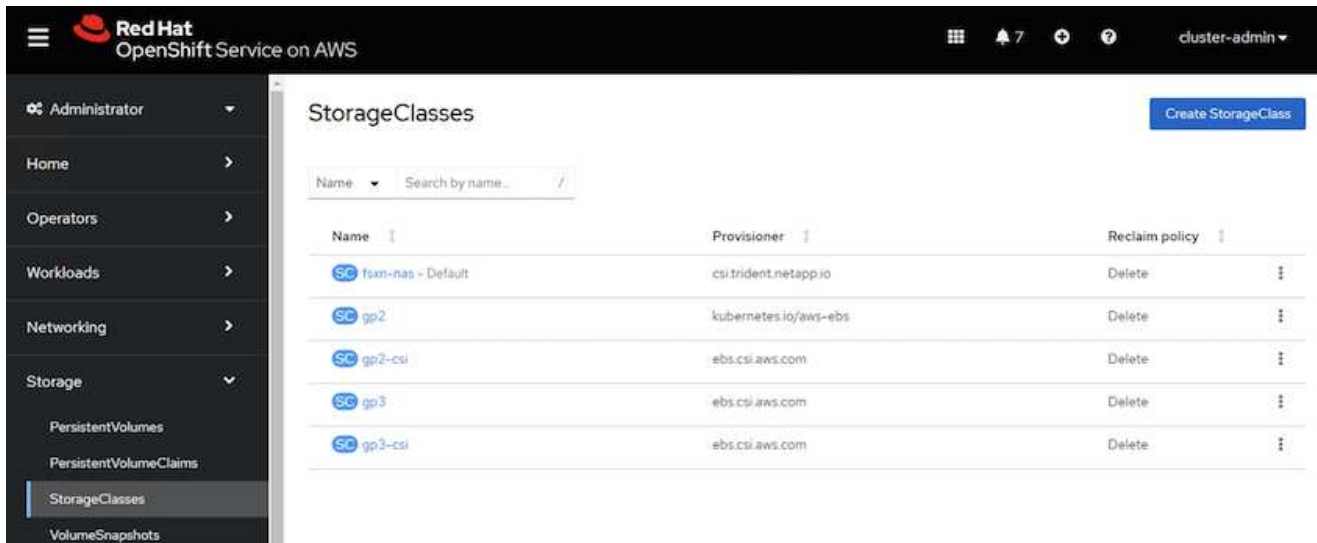 Red Hat
OpenShift Service on AWS
7
cluster-admin
Administrator
Home
Operators
Workloads
Networking
Storage
PersistentVolumes
PersistentVolumeClaims
StorageClasses
VolumeSnapshots
StorageClasses
Create StorageClass
Name Search by name... /
Name Provisioner Reclaim policy
SC fsxn-nas - Default csi.trident.netapp.io Delete
SC gp2 kubernetes.io/aws-ebs Delete
SC gp2-csi ebs.csi.aws.com Delete
SC gp3 ebs.csi.aws.com Delete
SC gp3-csi ebs.csi.aws.com Delete